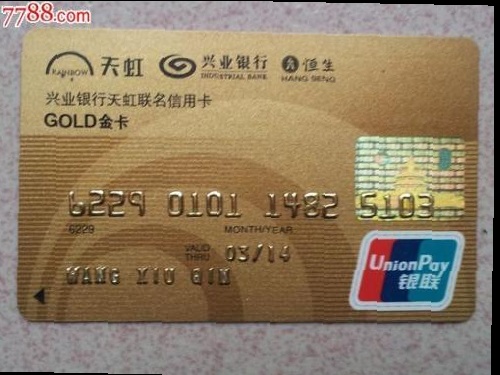 7788.com
RAINBOW 天虹 兴业银行 INDUSTRIAL BANK 恒生 HANG SENG
兴业银行天虹联名信用卡
GOLD金卡
6229 0101 1482 5103
6229 MONTH/YEAR
VALID THRU 03/14
WANG XIU QIN
UnionPay
银联